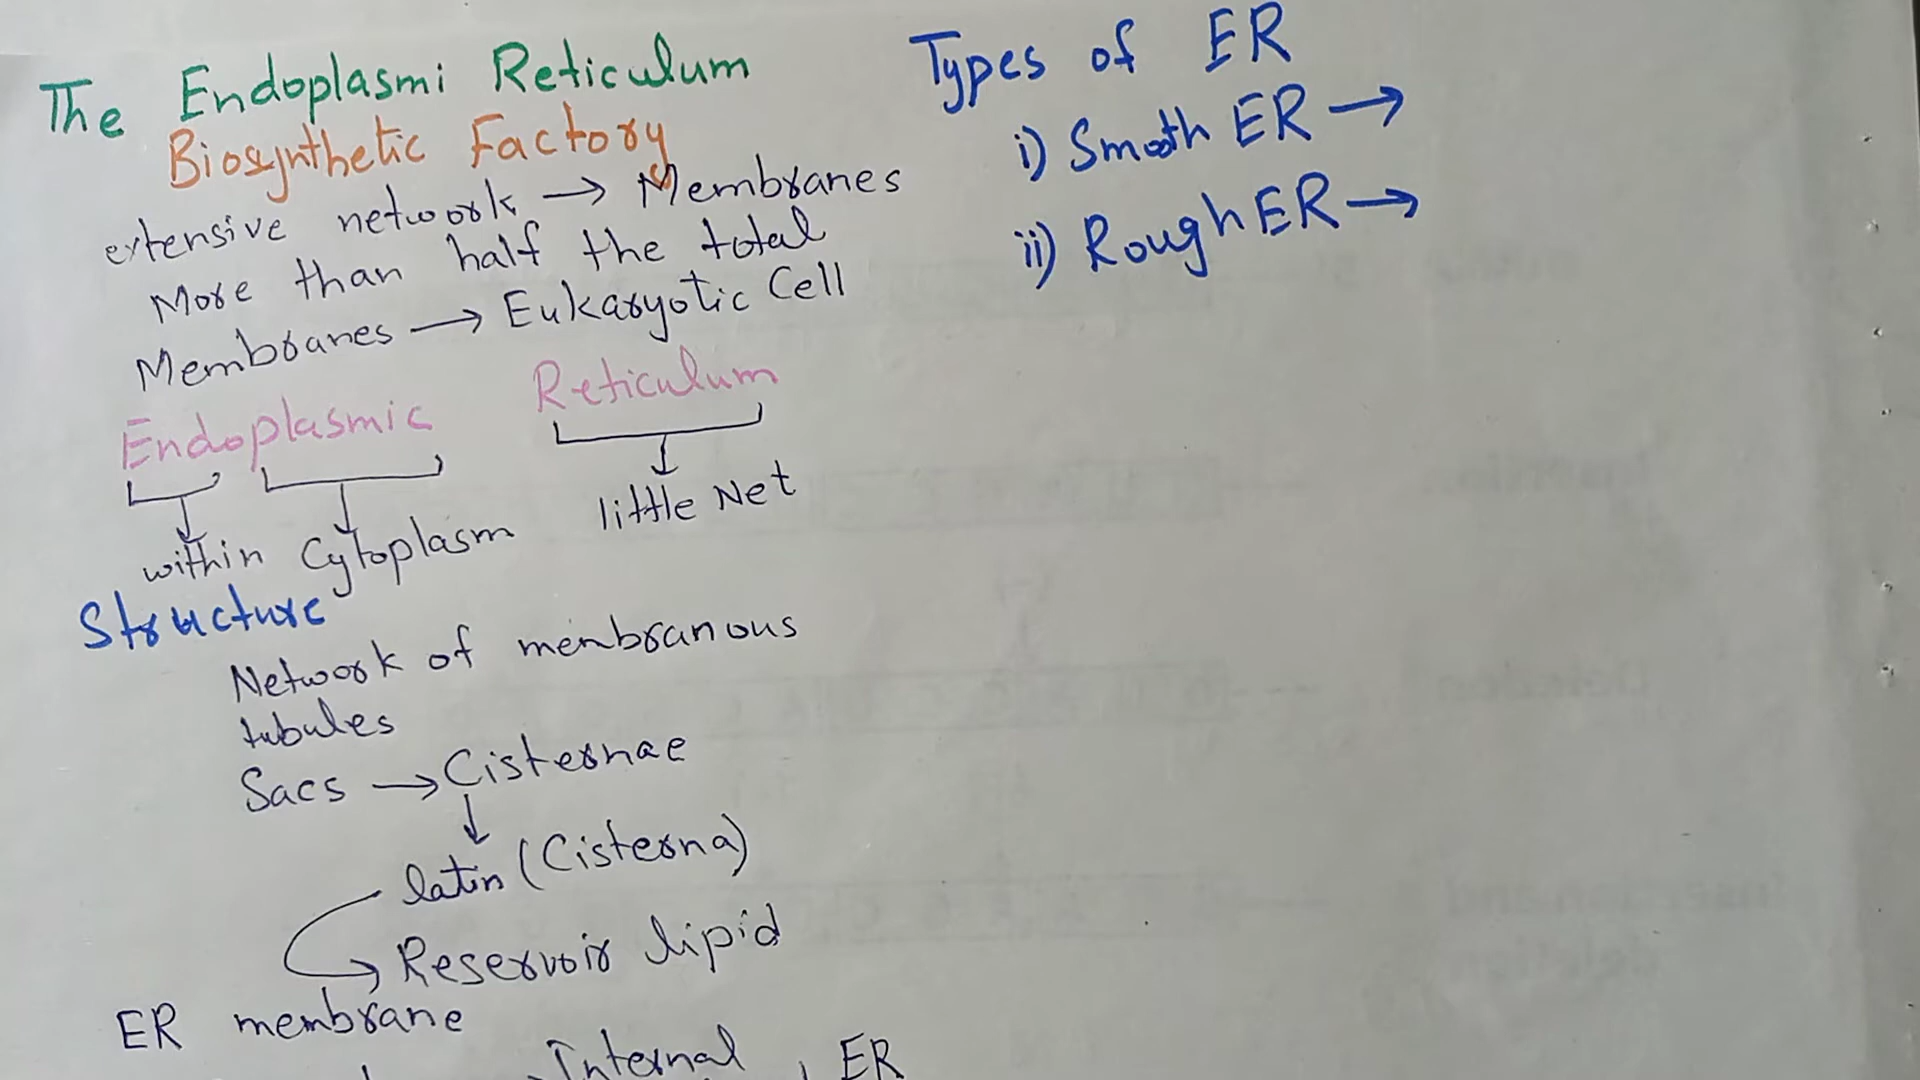 The Endoplasmi Reticulum
Biosynthetic Factory
extensive network → Membranes
More than half the total
Membranes → Eukaryotic Cell
Endoplasmic Reticulum
within Cytoplasm little Net
Structure
Network of menbranous
tubules
Sacs → Cisternae
latin (Cisterna)
Reservoir lipid
ER membrane
Internal ER
Types of ER
i) Smooth ER →
ii) Rough ER →